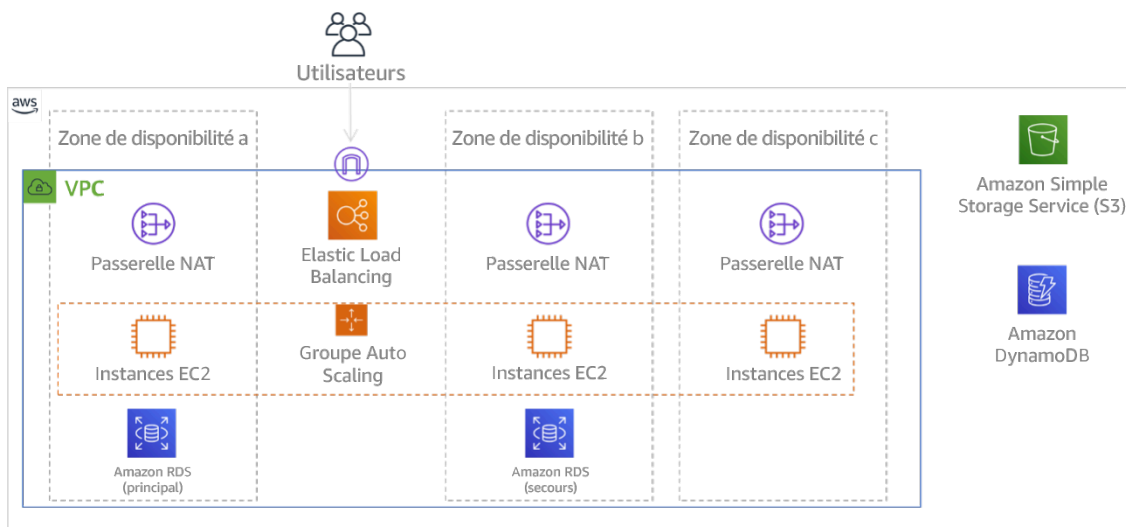 Utilisateurs
aws
Zone de disponibilité a
Zone de disponibilité b
Zone de disponibilité c
VPC
Amazon Simple
Storage Service (S3)
Passerelle NAT
Elastic Load
Balancing
Passerelle NAT
Passerelle NAT
Amazon
DynamoDB
Instances EC2
Groupe Auto
Scaling
Instances EC2
Instances EC2
Amazon RDS
(principal)
Amazon RDS
(secours)